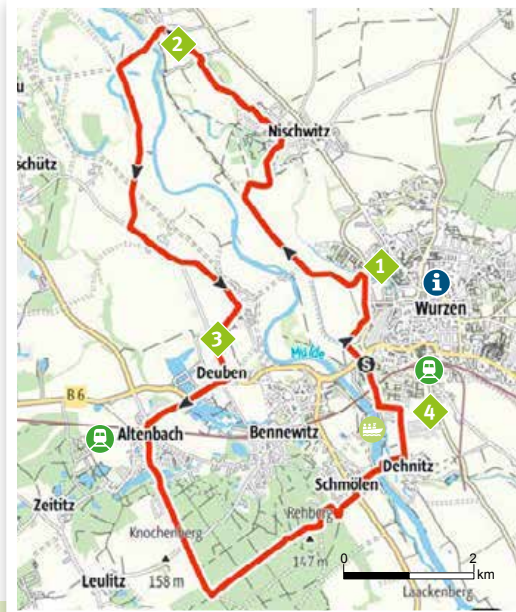 2
Nischwitz
schütz
1
i
Wurzen
3
Mulde
Deuben
S
B 6
4
Altenbach
Bennewitz
Dehnitz
Schmölen
Zeititz
Rehberg
Knochenberg
147 m
0 2
km
Leulitz
158 m
Laackenberg